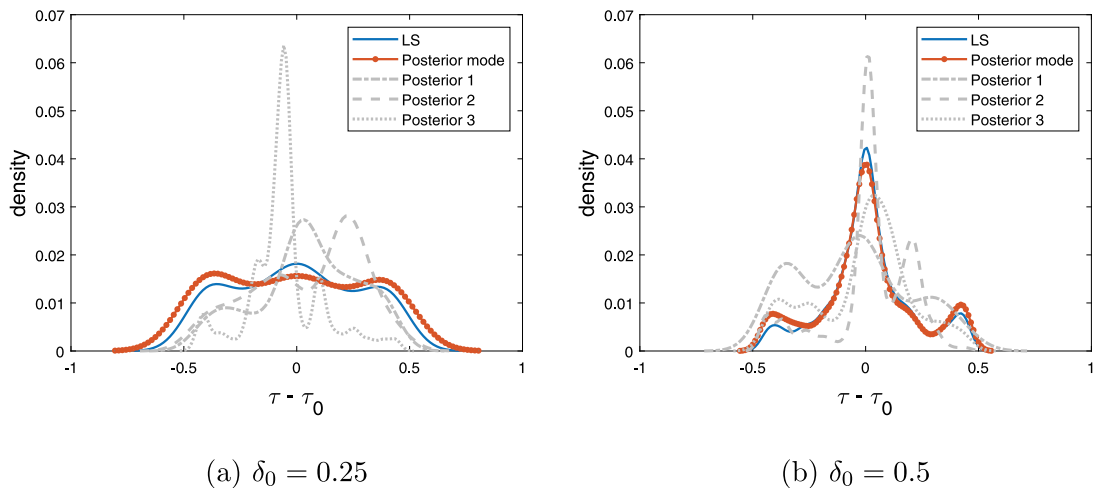 0.07
0.06
0.05
0.04
0.03
0.02
0.01
0
density
-1
-0.5
0
0.5
1
τ - τ0
LS
Posterior mode
Posterior 1
Posterior 2
Posterior 3
(a) δ0 = 0.25
0.07
0.06
0.05
0.04
0.03
0.02
0.01
0
density
-1
-0.5
0
0.5
1
τ - τ0
LS
Posterior mode
Posterior 1
Posterior 2
Posterior 3
(b) δ0 = 0.5